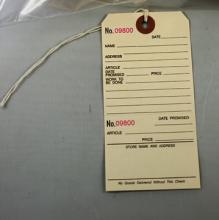 No. 09800
DATE
NAME
ADDRESS
ARTICLE
DATE PROMISED PRICE
WORK TO BE DONE
No. 09800
DATE PROMISED
ARTICLE
PRICE
STORE NAME AND ADDRESS
No Goods Delivered Without This Check